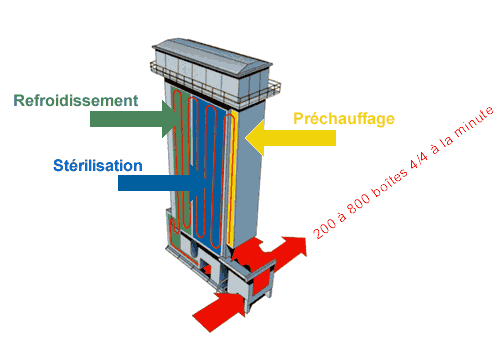 Refroidissement
Préchauffage
Stérilisation
200 à 800 boîtes 4/4 à la minute